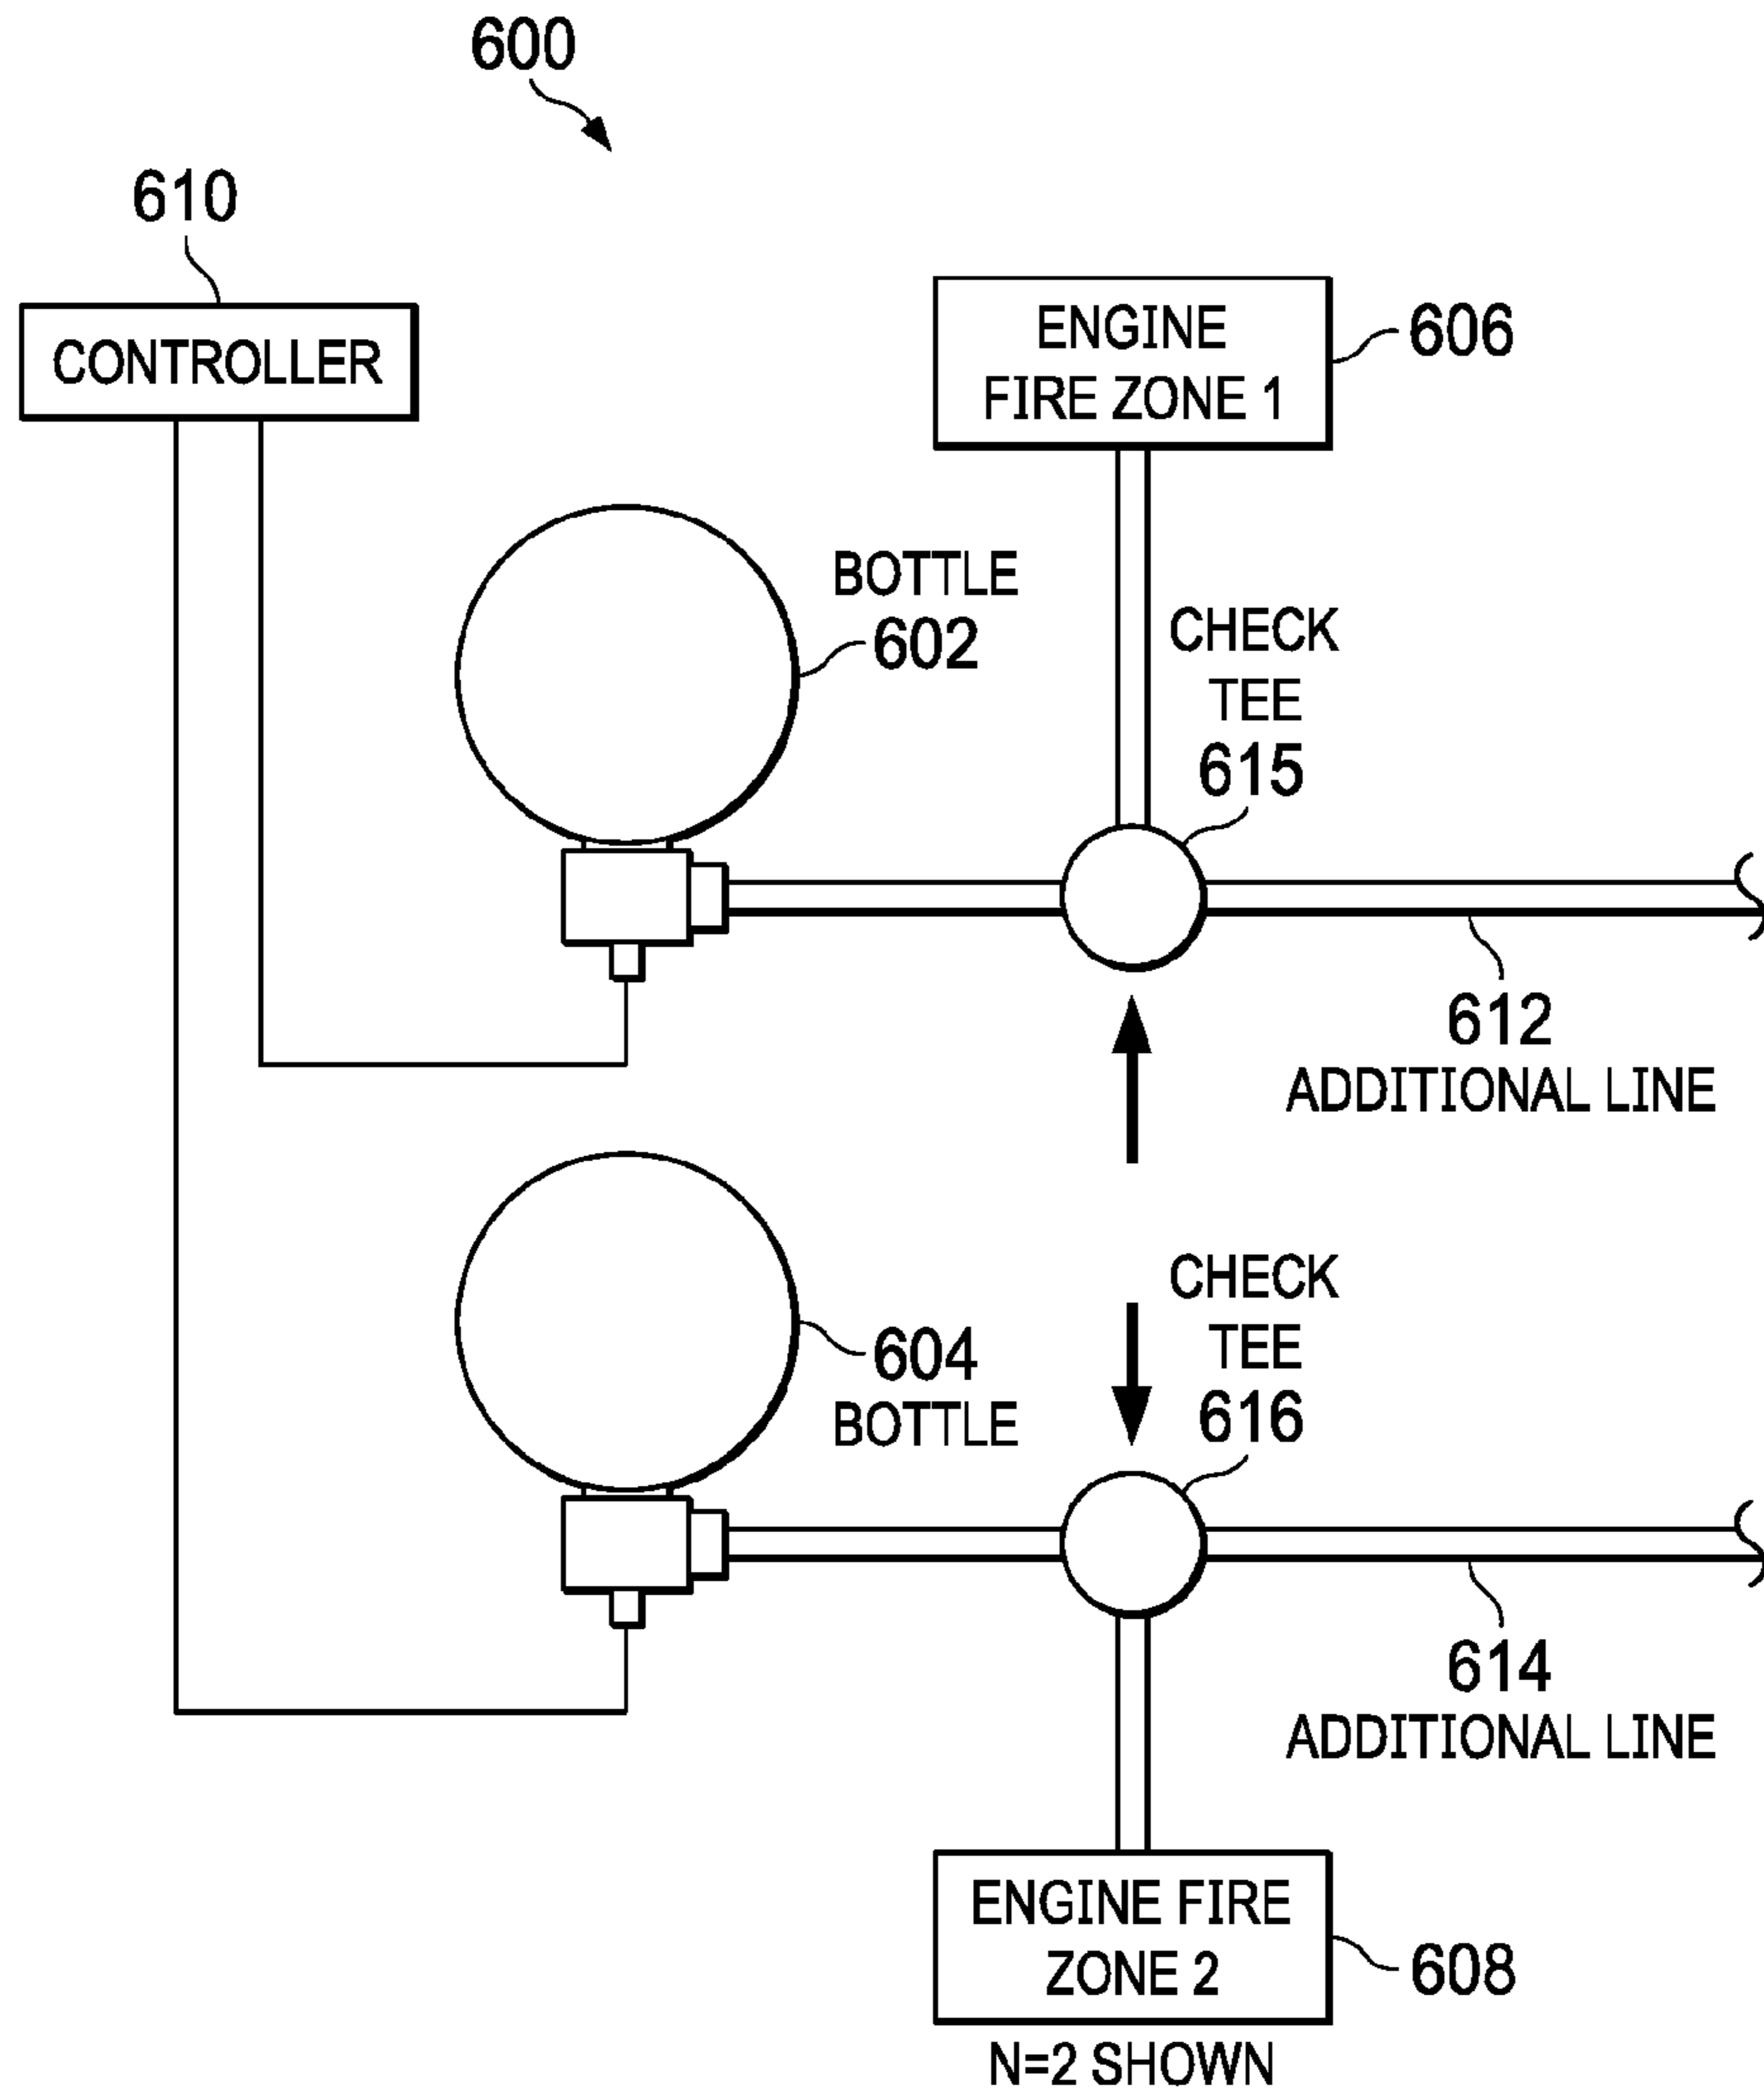 600
610
CONTROLLER
ENGINE
FIRE ZONE 1
606
BOTTLE
602
CHECK
TEE
615
612
ADDITIONAL LINE
604
BOTTLE
CHECK
TEE
616
614
ADDITIONAL LINE
ENGINE FIRE
ZONE 2
608
N=2 SHOWN